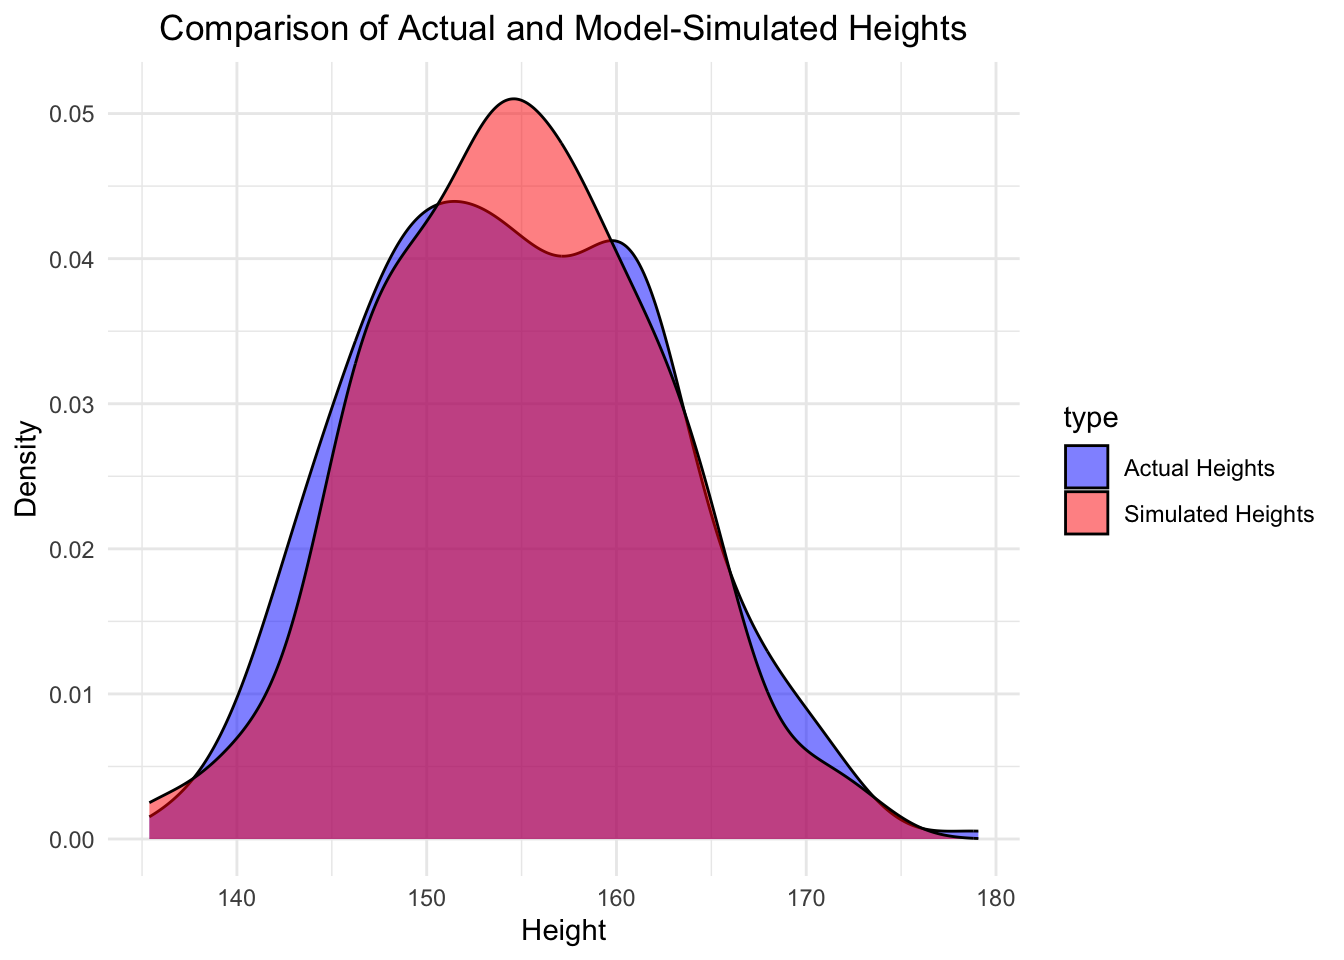 Comparison of Actual and Model-Simulated Heights
0.05
0.04
0.03
0.02
0.01
0.00
Density
140 150 160 170 180
Height
type
Actual Heights
Simulated Heights